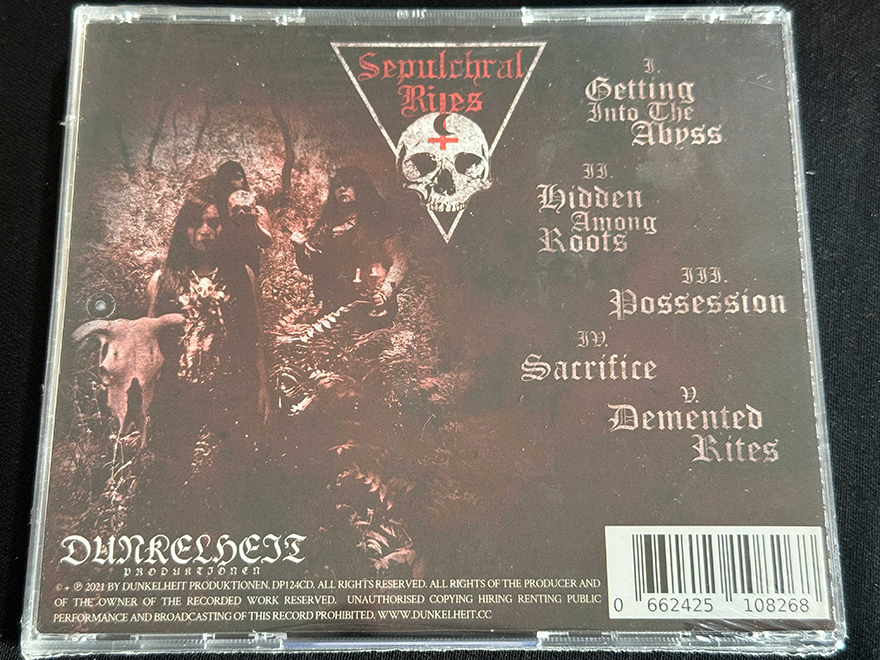 Sepulchral
Rites
I.
Getting
Into The
Abyss
II.
Hidden
Among
Roots
III.
Possession
IV.
Sacrifice
V.
Demented
Rites
DUNKELHEIT
PRODUKTIONEN
© + ℗ 2021 BY DUNKELHEIT PRODUKTIONEN. DP124CD. ALL RIGHTS RESERVED. ALL RIGHTS OF THE PRODUCER AND
OF THE OWNER OF THE RECORDED WORK RESERVED. UNAUTHORISED COPYING HIRING RENTING PUBLIC
PERFORMANCE AND BROADCASTING OF THIS RECORD PROHIBITED. WWW.DUNKELHEIT.CC
0 662425 108268